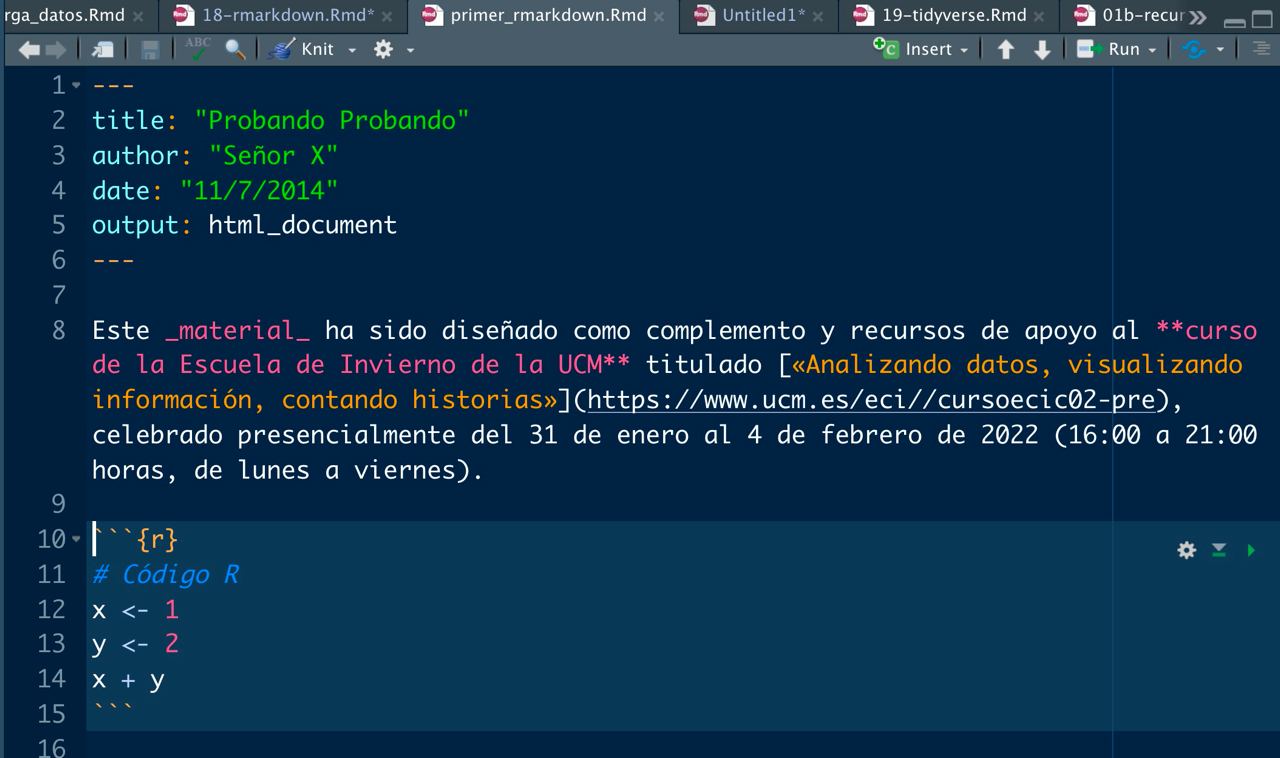 rga_datos.Rmd
18-rmarkdown.Rmd*
primer_rmarkdown.Rmd
Untitled1*
19-tidyverse.Rmd
01b-recur
ABC
Knit
Insert
Run
1 ---
2 title: "Probando Probando"
3 author: "Señor X"
4 date: "11/7/2014"
5 output: html_document
6 ---
7
8 Este _material_ ha sido diseñado como complemento y recursos de apoyo al **curso
de la Escuela de Invierno de la UCM** titulado [«Analizando datos, visualizando
información, contando historias»](https://www.ucm.es/eci//cursoecic02-pre),
celebrado presencialmente del 31 de enero al 4 de febrero de 2022 (16:00 a 21:00
horas, de lunes a viernes).
9
10 ```{r}
11 # Código R
12 x <- 1
13 y <- 2
14 x + y
15 ```
16